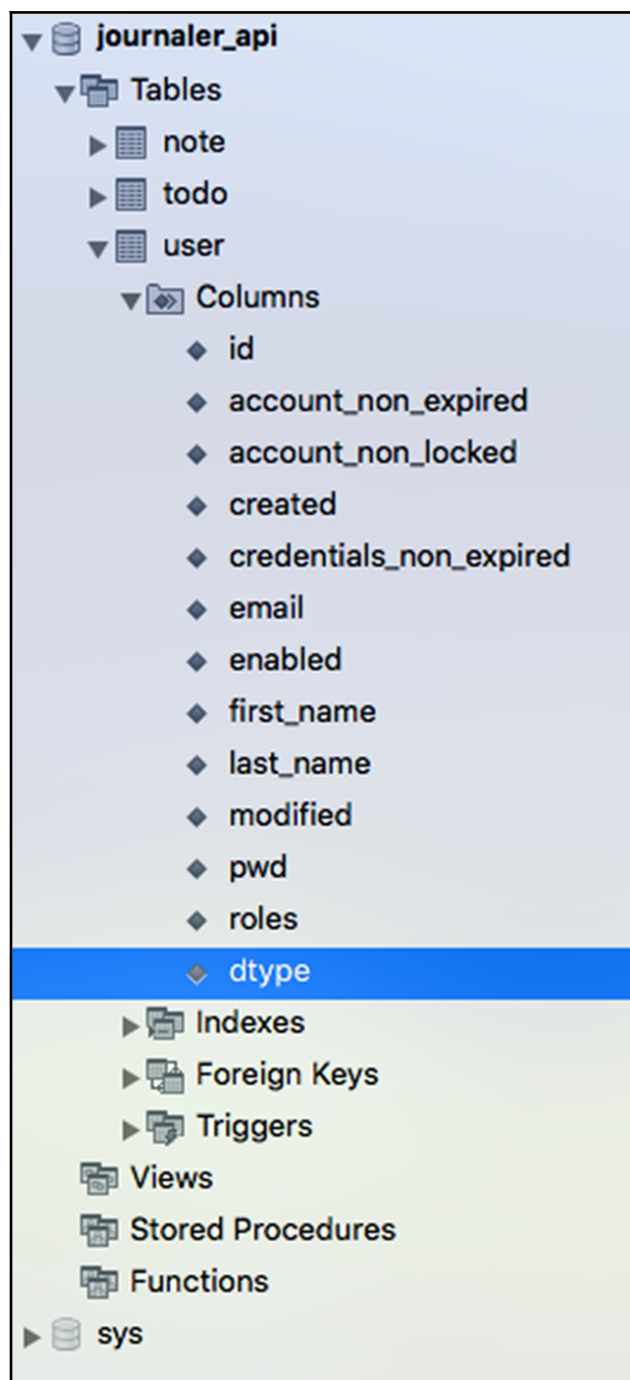 journaler_api
Tables
note
todo
user
Columns
id
account_non_expired
account_non_locked
created
credentials_non_expired
email
enabled
first_name
last_name
modified
pwd
roles
dtype
Indexes
Foreign Keys
Triggers
Views
Stored Procedures
Functions
sys